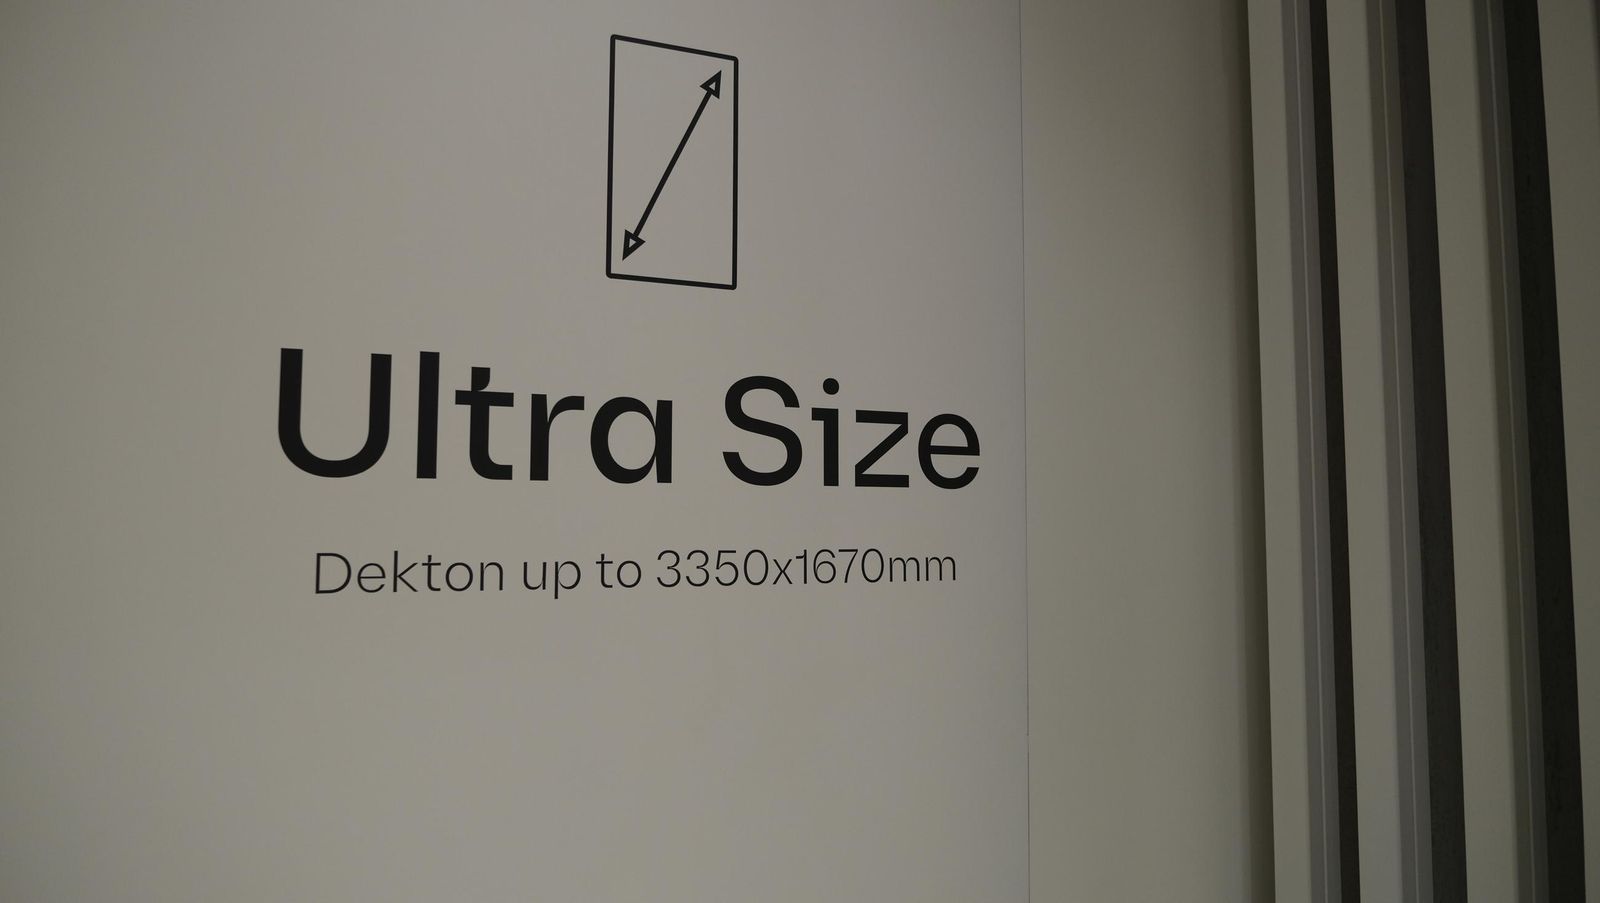 Ultra Size
Dekton up to 3350x1670mm